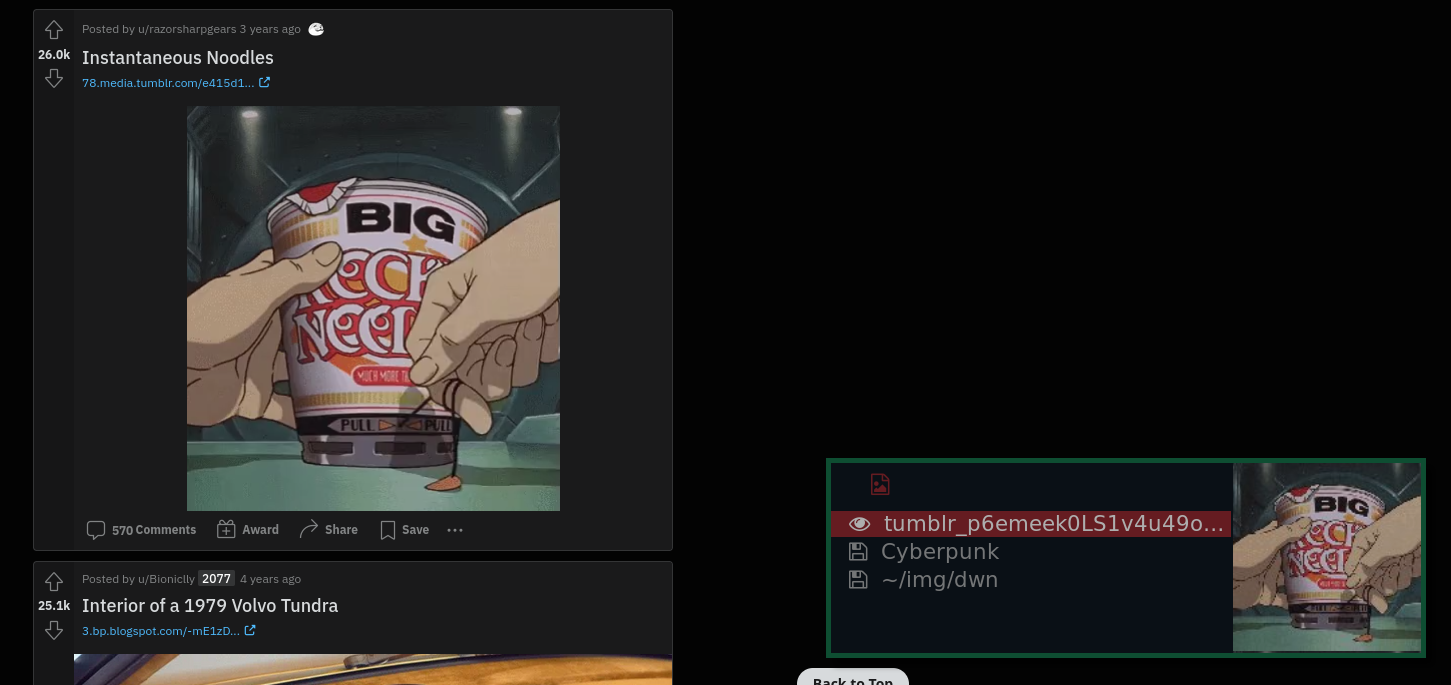 Posted by u/razorsharpgears 3 years ago
26.0k
Instantaneous Noodles
78.media.tumblr.com/e415d1...
BIG
MUCH MORE
PULL PULL
570 Comments Award Share Save
Posted by u/Bioniclly 2077 4 years ago
25.1k
Interior of a 1979 Volvo Tundra
3.bp.blogspot.com/-mE1zD...
tumblr_p6emeek0LS1v4u49o...
Cyberpunk
~/img/dwn
BIG
Back to Top